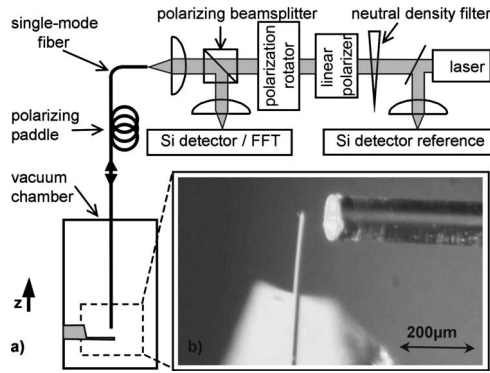 polarizing beamsplitter
neutral density filter
single-mode
fiber
polarization
rotator
linear
polarizer
laser
polarizing
paddle
Si detector / FFT
Si detector reference
vacuum
chamber
z
a)
b)
200µm